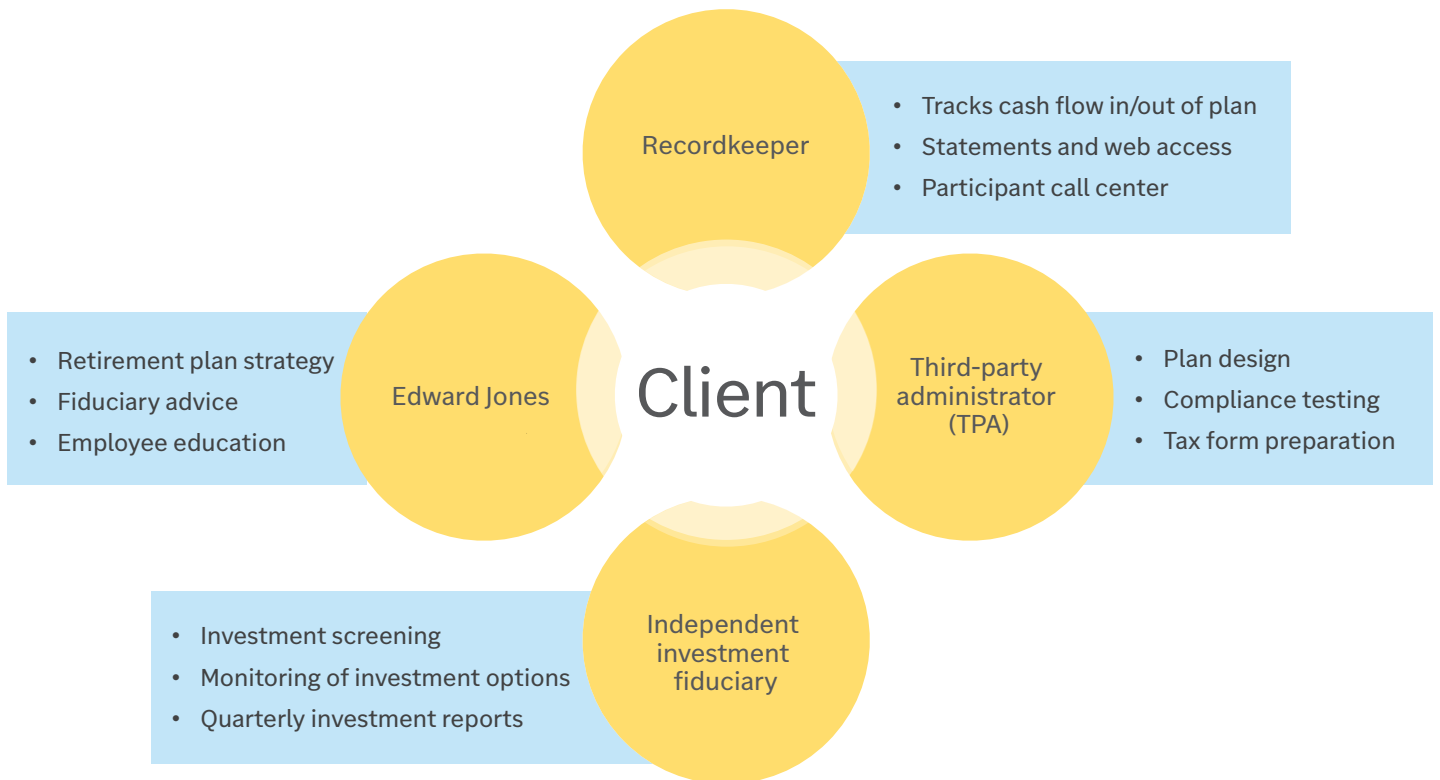 Recordkeeper
• Tracks cash flow in/out of plan
• Statements and web access
• Participant call center
• Retirement plan strategy
• Fiduciary advice
• Employee education
Edward Jones
Client
Third-party
administrator
(TPA)
• Plan design
• Compliance testing
• Tax form preparation
• Investment screening
• Monitoring of investment options
• Quarterly investment reports
Independent
investment
fiduciary